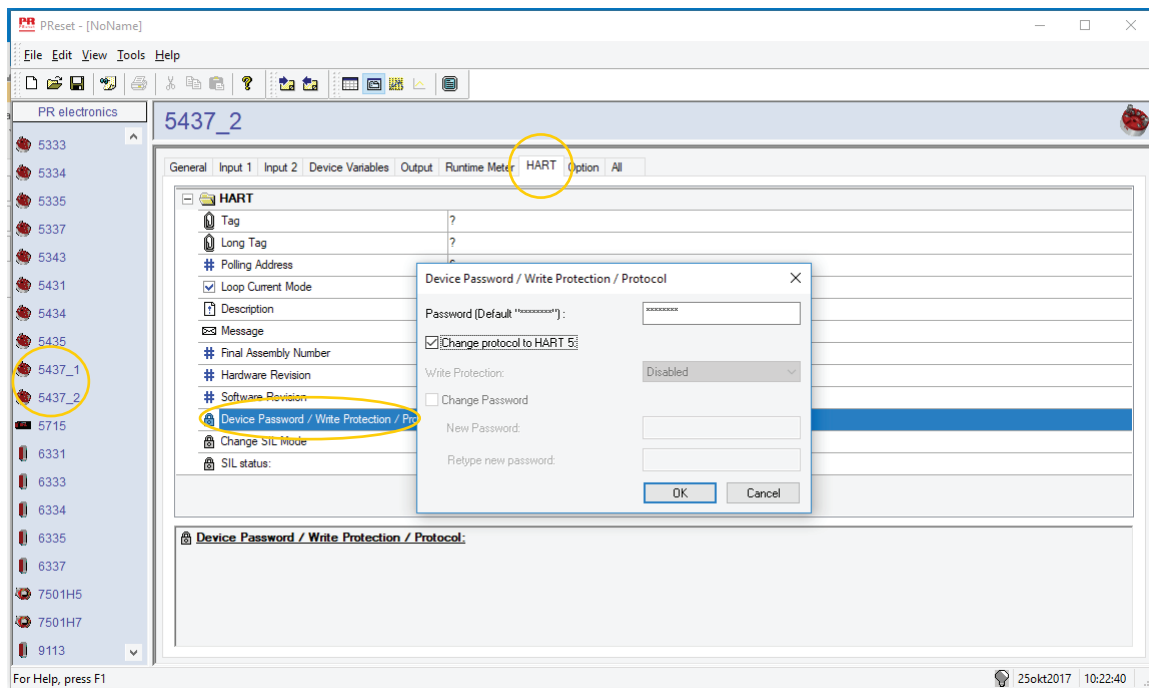 PR PReset - [NoName]
File Edit View Tools Help
PR electronics
5437_2
5333
5334
5335
5337
5343
5431
5434
5435
5437_1
5437_2
5715
6331
6333
6334
6335
6337
7501H5
7501H7
9113
General Input 1 Input 2 Device Variables Output Runtime Meter HART Option All
HART
Tag ?
Long Tag ?
Polling Address
Loop Current Mode
Description
Message
Final Assembly Number
Hardware Revision
Software Revision
Device Password / Write Protection / Pro
Change SIL Mode
SIL status:
Device Password / Write Protection / Protocol
Password (Default "********") : ********
Change protocol to HART 5:
Write Protection: Disabled
Change Password
New Password:
Retype new password:
OK Cancel
Device Password / Write Protection / Protocol:
For Help, press F1 25okt2017 10:22:40